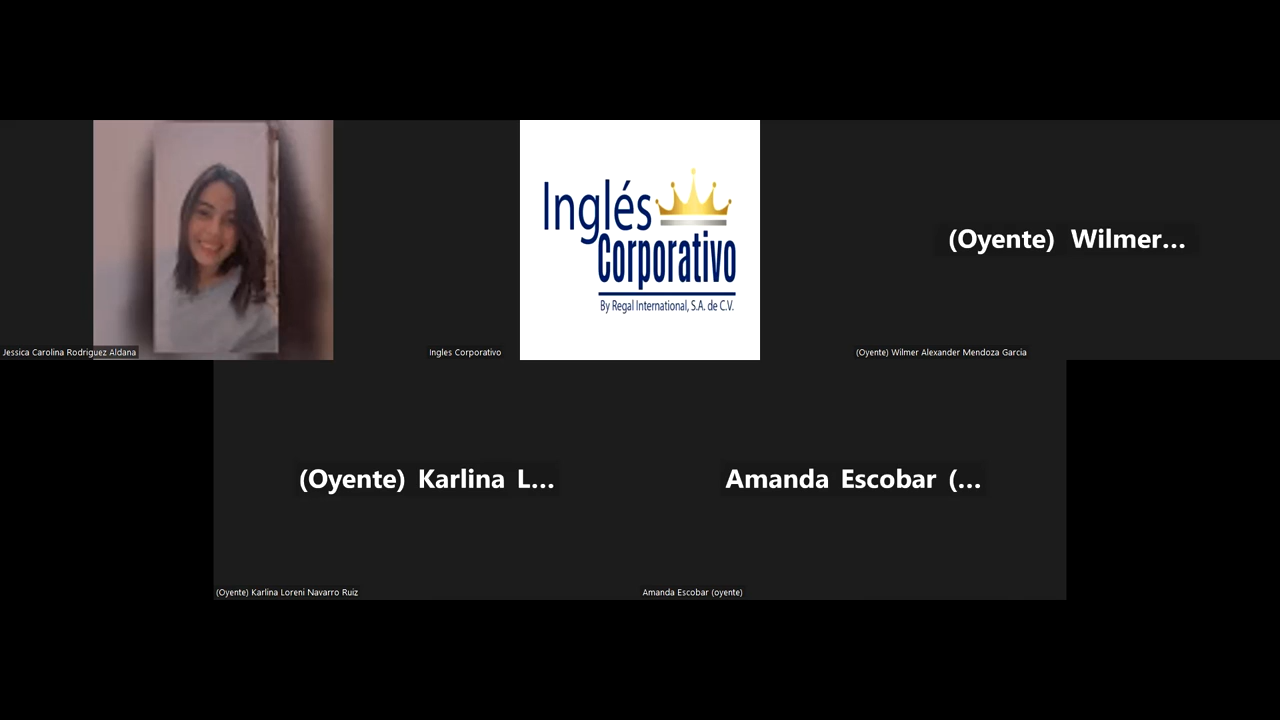 Inglés
Corporativo
By Regal International, S.A. de C.V.
(Oyente) Wilmer...
Jessica Carolina Rodriguez Aldana
Ingles Corporativo
(Oyente) Wilmer Alexander Mendoza Garcia
(Oyente) Karlina L...
Amanda Escobar (...
(Oyente) Karlina Loreni Navarro Ruiz
Amanda Escobar (oyente)